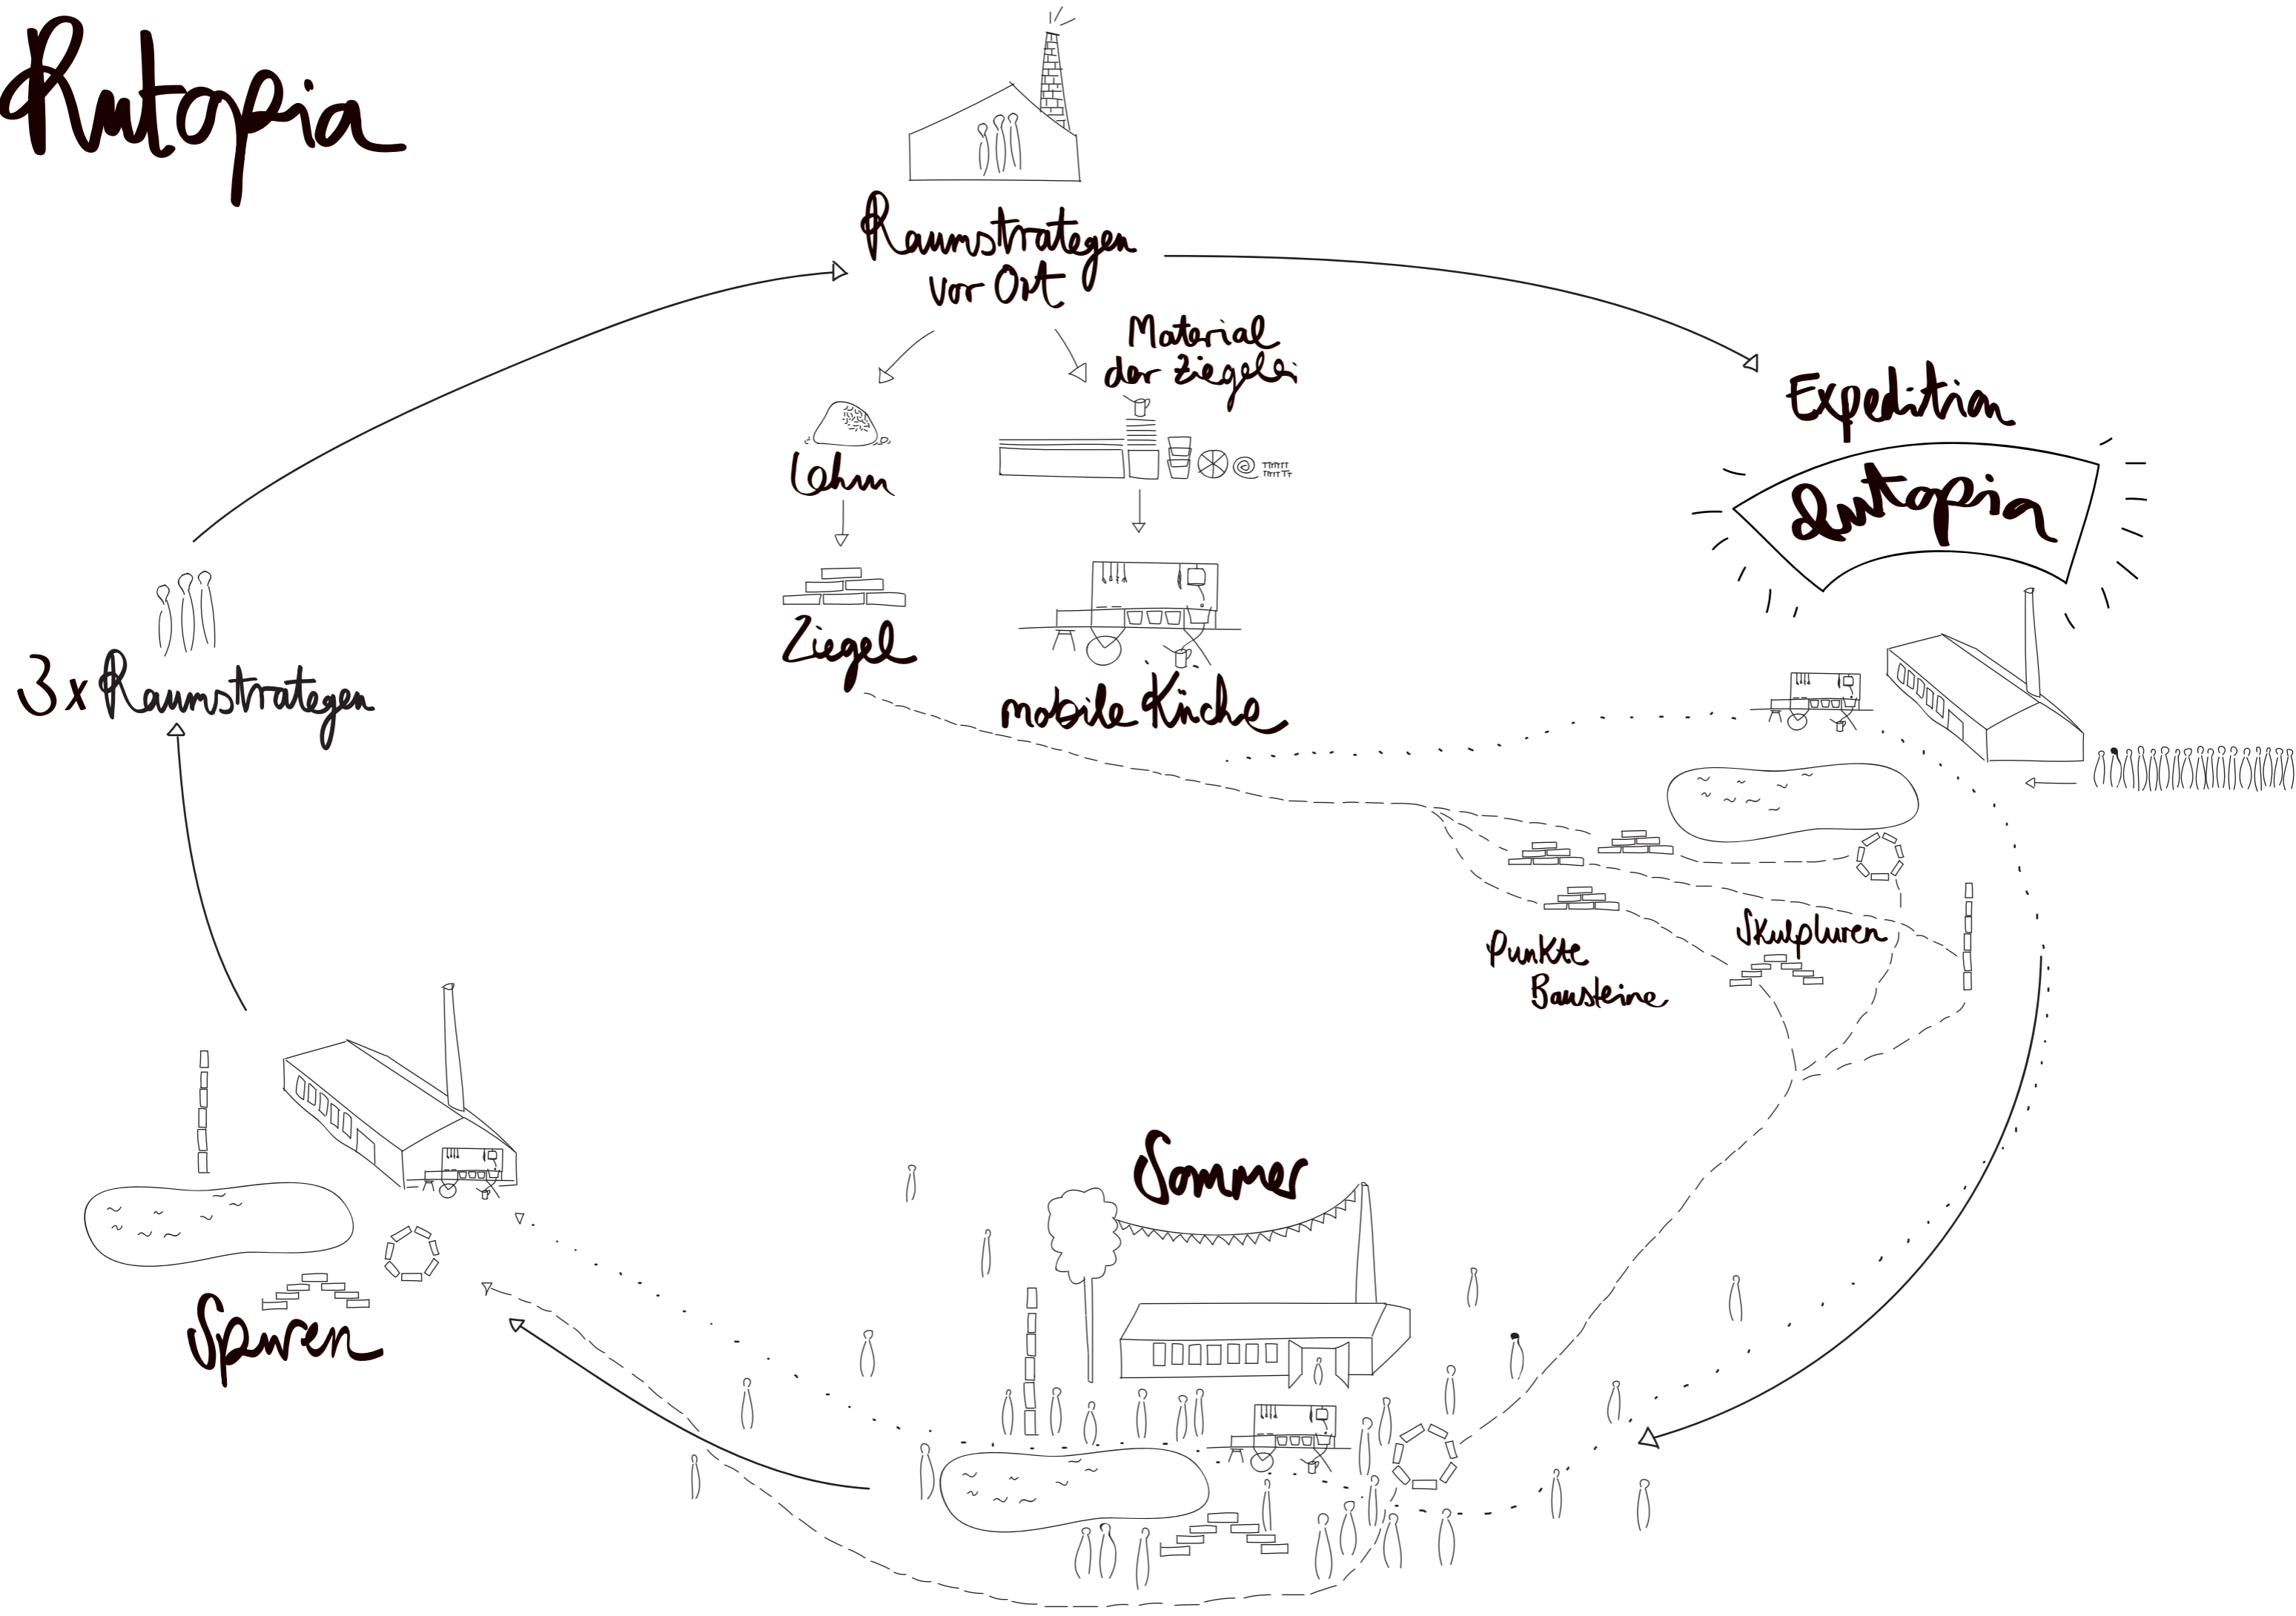 Rutopia
Raumstrategen
vor Ort
Material
der Ziegelei
Lehm
Ziegel
mobile Küche
Expedition
Rutopia
3x Raumstrategen
Skulpturen
Punkte
Bausteine
Sommer
Spuren